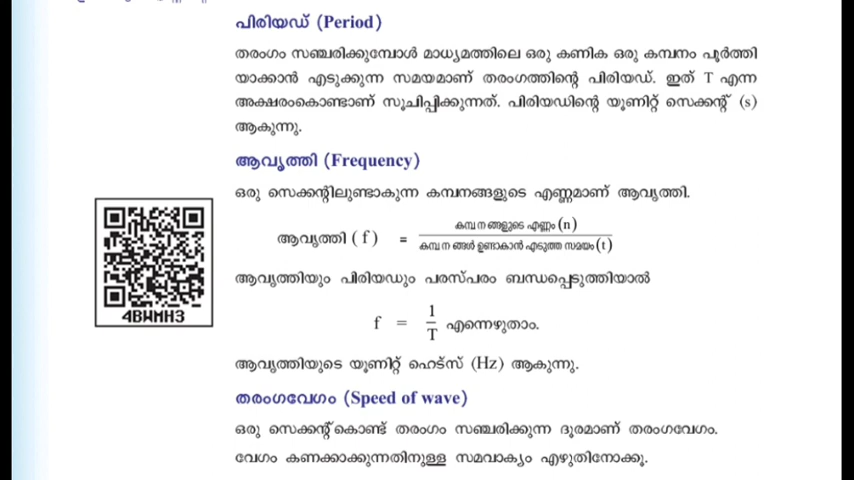 പിരിയഡ് (Period)
തരംഗം സഞ്ചരിക്കുമ്പോൾ മാധ്യമത്തിലെ ഒരു കണിക ഒരു കമ്പനം പൂർത്തി
യാക്കാൻ എടുക്കുന്ന സമയമാണ് തരംഗത്തിന്റെ പിരിയഡ്. ഇത് T എന്ന
അക്ഷരംകൊണ്ടാണ് സൂചിപ്പിക്കുന്നത്. പിരിയഡിന്റെ യൂണിറ്റ് സെക്കന്റ് (s)
ആകുന്നു.
ആവൃത്തി (Frequency)
ഒരു സെക്കന്റിലുണ്ടാകുന്ന കമ്പനങ്ങളുടെ എണ്ണമാണ് ആവൃത്തി.
ആവൃത്തി ( f ) = കമ്പനങ്ങളുടെ എണ്ണം (n)
കമ്പനങ്ങൾ ഉണ്ടാകാൻ എടുത്ത സമയം (t)
ആവൃത്തിയും പിരിയഡും പരസ്പരം ബന്ധപ്പെടുത്തിയാൽ
f = 1/T എന്നെഴുതാം.
4BWMH3
ആവൃത്തിയുടെ യൂണിറ്റ് ഹെട്സ് (Hz) ആകുന്നു.
തരംഗവേഗം (Speed of wave)
ഒരു സെക്കന്റ് കൊണ്ട് തരംഗം സഞ്ചരിക്കുന്ന ദൂരമാണ് തരംഗവേഗം.
വേഗം കണക്കാക്കുന്നതിനുള്ള സമവാക്യം എഴുതിനോക്കൂ.